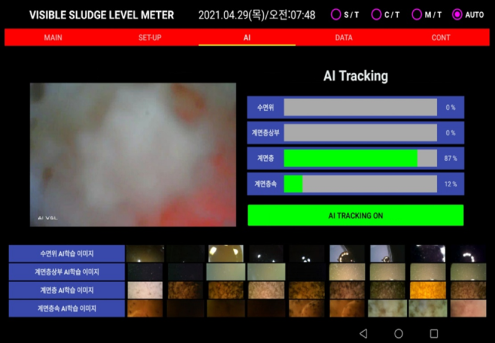 VISIBLE SLUDGE LEVEL METER 2021.04.29(목)/오전:07:48 S / T C / T M / T AUTO
MAIN SET-UP AI DATA CONT
AI Tracking
수면위 0 %
계면층상부 0 %
계면층 87 %
계면층속 12 %
AI VSL
AI TRACKING ON
수면위 AI학습 이미지
계면층상부 AI학습 이미지
계면층 AI학습 이미지
계면층속 AI학습 이미지